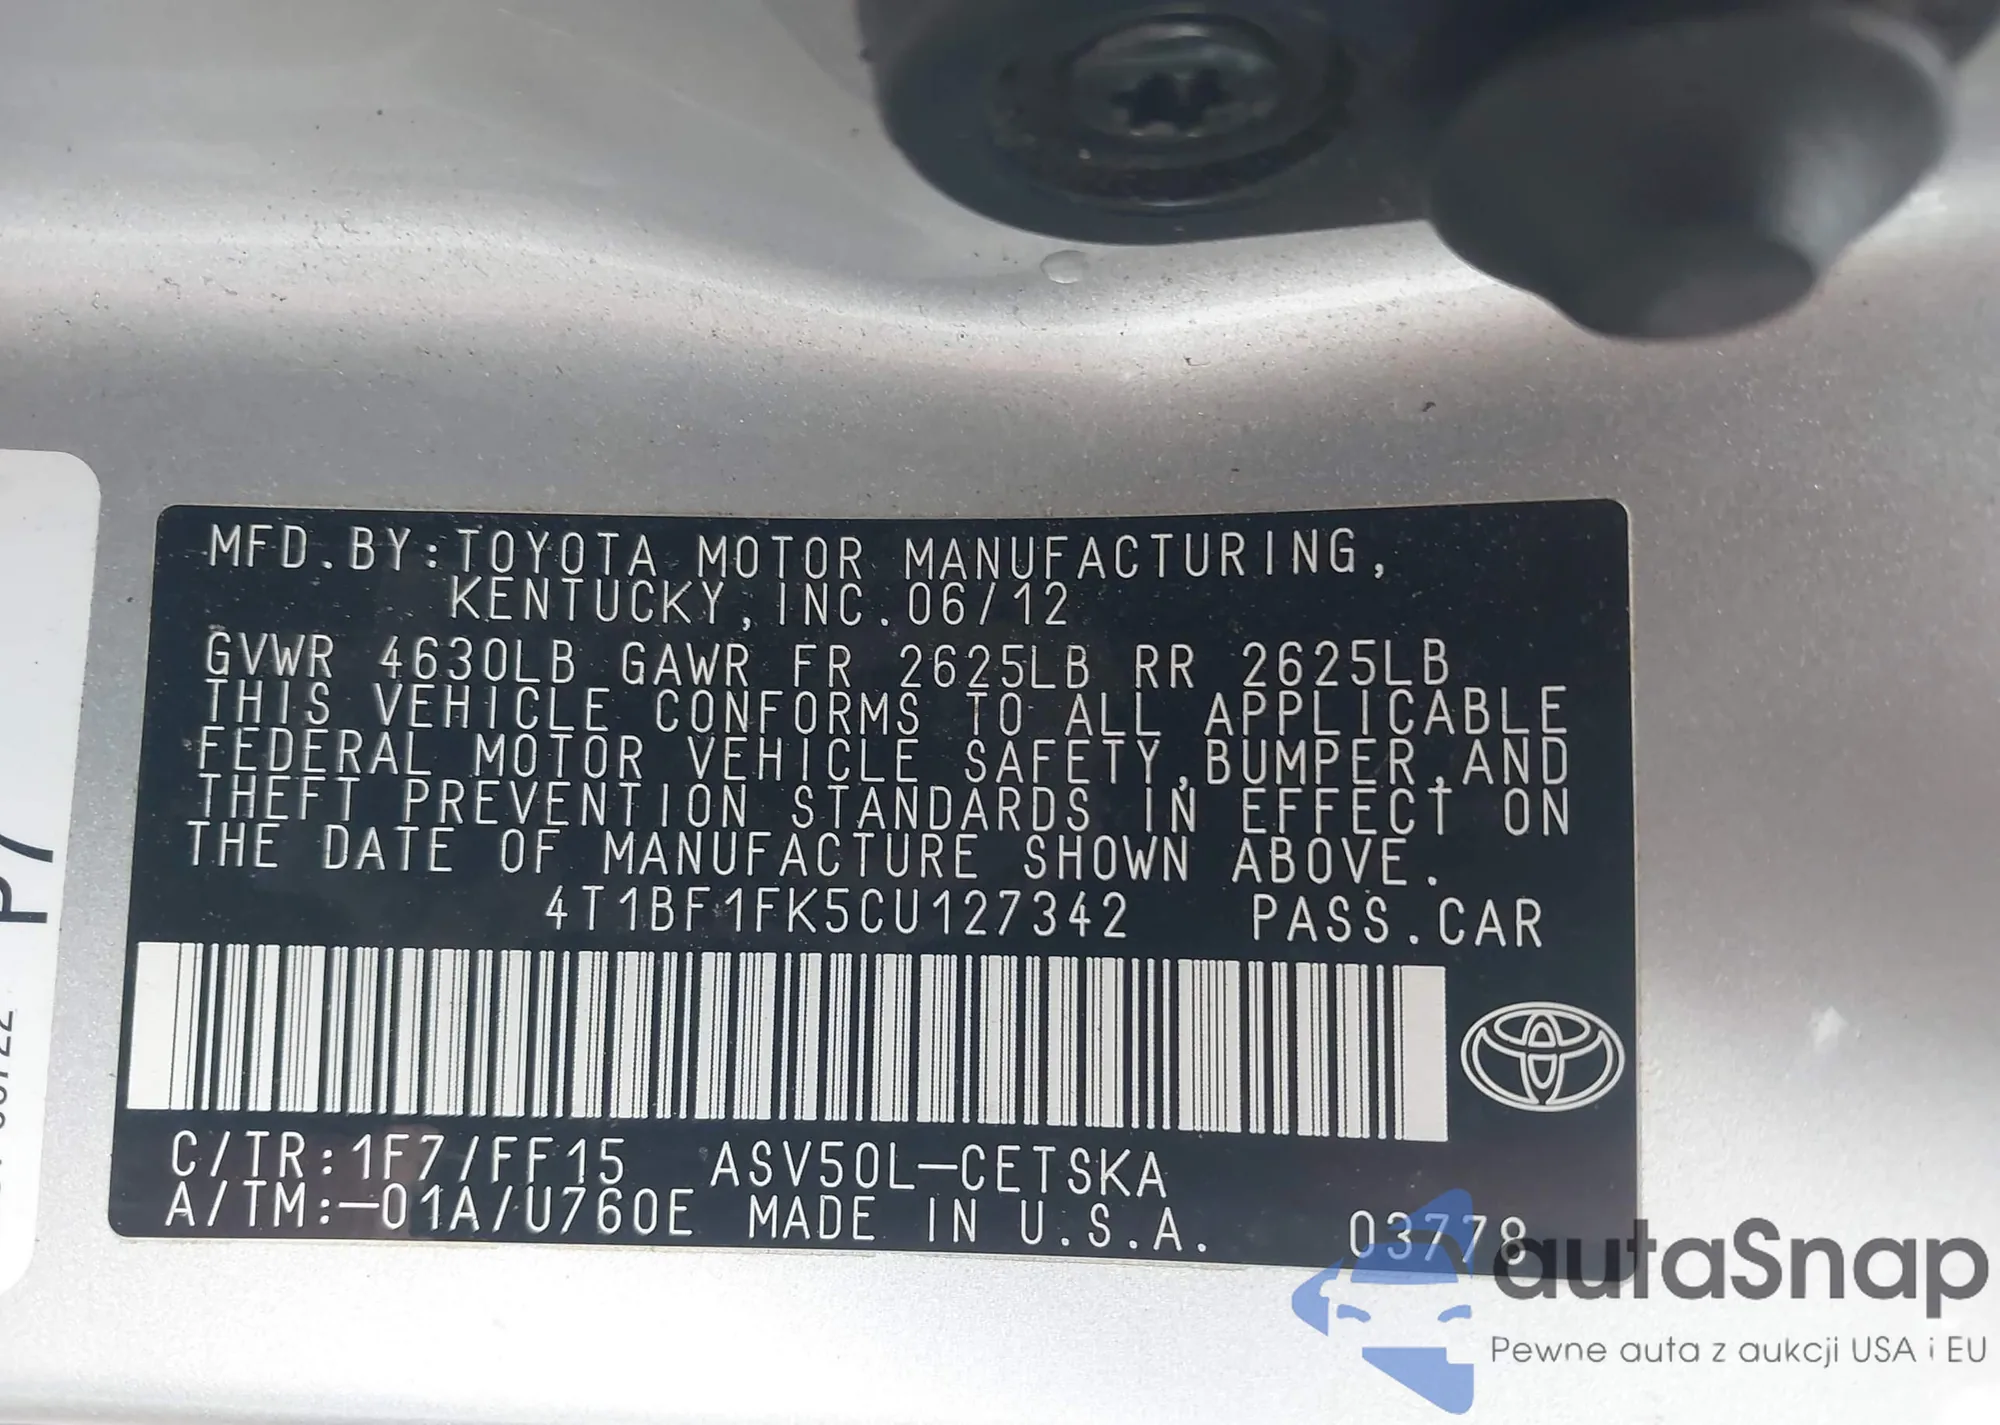 MFD.BY:TOYOTA MOTOR MANUFACTURING,
KENTUCKY,INC.06/12
GVWR 4630LB GAWR FR 2625LB RR 2625LB
THIS VEHICLE CONFORMS TO ALL APPLICABLE
FEDERAL MOTOR VEHICLE SAFETY,BUMPER,AND
THEFT PREVENTION STANDARDS IN EFFECT ON
THE DATE OF MANUFACTURE SHOWN ABOVE.
4T1BF1FK5CU127342 PASS.CAR
C/TR:1F7/FF15 ASV50L-CETSKA
A/TM:-01A/U760E MADE IN U.S.A. 03778
autaSnap
Pewne auta z aukcji USA i EU